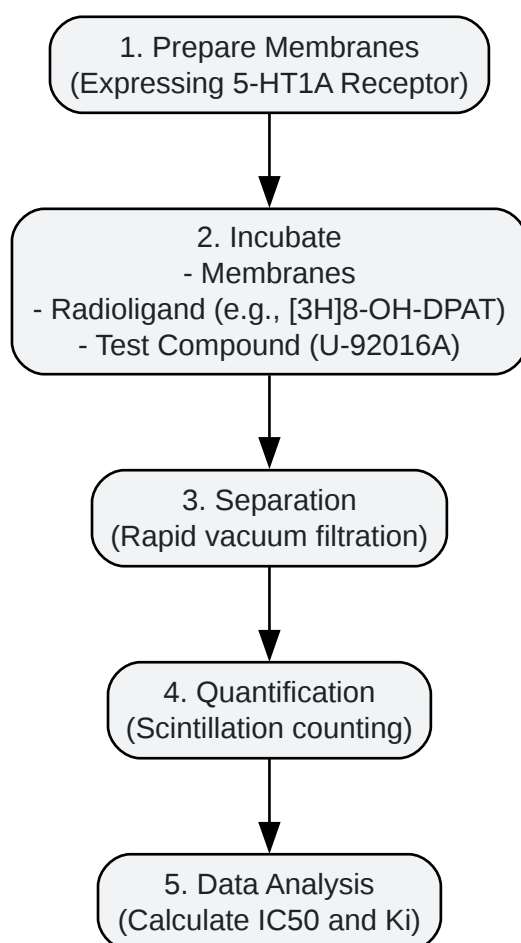 1. Prepare Membranes
(Expressing 5-HT1A Receptor)
2. Incubate
- Membranes
- Radioligand (e.g., [3H]8-OH-DPAT)
- Test Compound (U-92016A)
3. Separation
(Rapid vacuum filtration)
4. Quantification
(Scintillation counting)
5. Data Analysis
(Calculate IC50 and Ki)